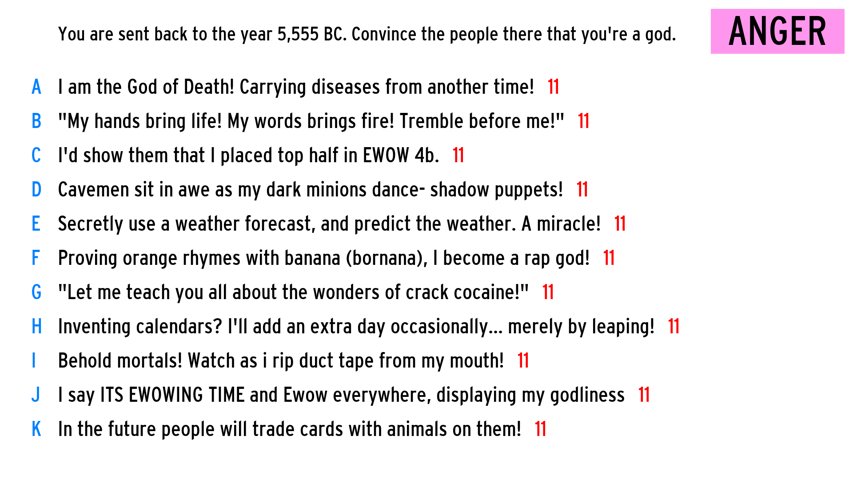 You are sent back to the year 5,555 BC. Convince the people there that you're a god. ANGER
A I am the God of Death! Carrying diseases from another time! 11
B "My hands bring life! My words brings fire! Tremble before me!" 11
C I'd show them that I placed top half in EWOW 4b. 11
D Cavemen sit in awe as my dark minions dance- shadow puppets! 11
E Secretly use a weather forecast, and predict the weather. A miracle! 11
F Proving orange rhymes with banana (bornana), I become a rap god! 11
G "Let me teach you all about the wonders of crack cocaine!" 11
H Inventing calendars? I'll add an extra day occasionally... merely by leaping! 11
I Behold mortals! Watch as i rip duct tape from my mouth! 11
J I say ITS EWOWING TIME and Ewow everywhere, displaying my godliness 11
K In the future people will trade cards with animals on them! 11